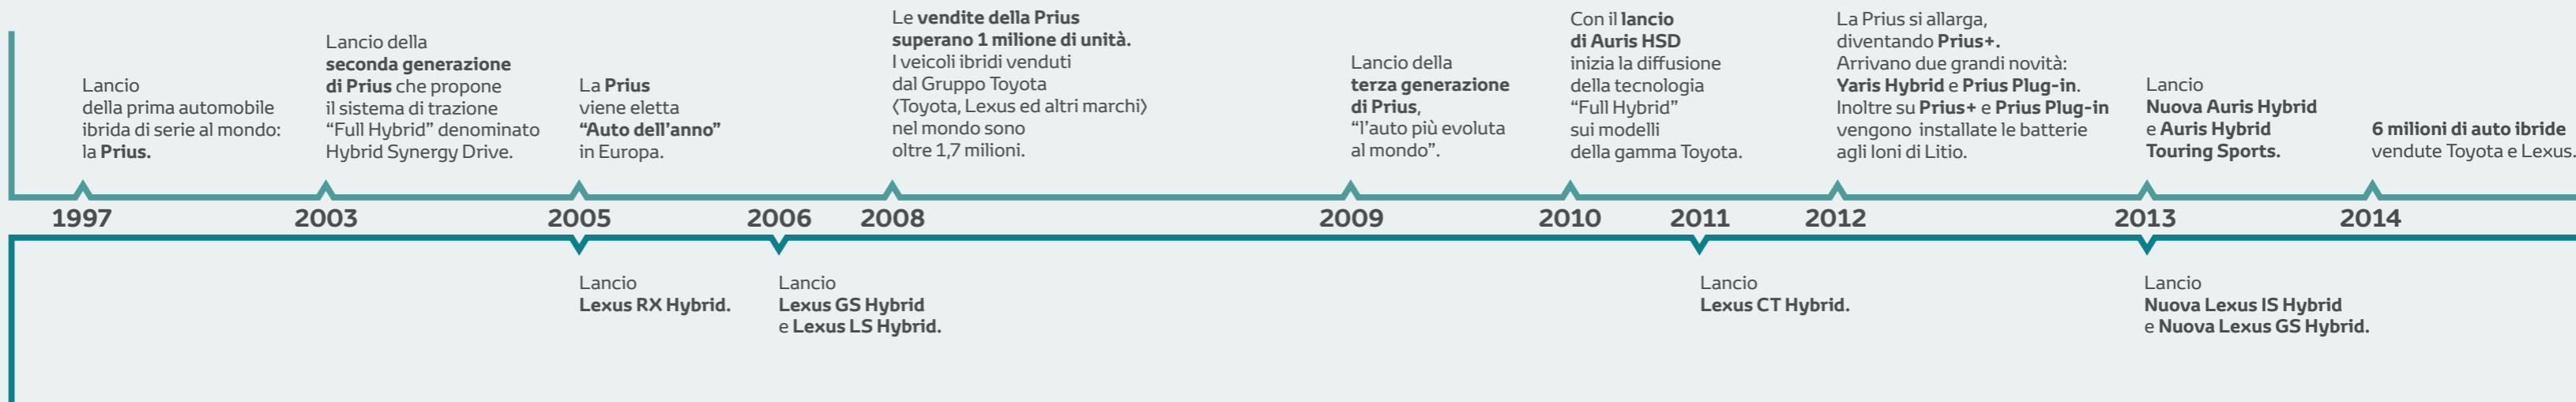 Lancio
della prima automobile
ibrida di serie al mondo:
la Prius.
Lancio della
seconda generazione
di Prius che propone
il sistema di trazione
“Full Hybrid” denominato
Hybrid Synergy Drive.
La Prius
viene eletta
“Auto dell’anno”
in Europa.
Le vendite della Prius
superano 1 milione di unità.
I veicoli ibridi venduti
dal Gruppo Toyota
(Toyota, Lexus ed altri marchi)
nel mondo sono
oltre 1,7 milioni.
Lancio della
terza generazione
di Prius,
“l’auto più evoluta
al mondo”.
Con il lancio
di Auris HSD
inizia la diffusione
della tecnologia
“Full Hybrid”
sui modelli
della gamma Toyota.
La Prius si allarga,
diventando Prius+.
Arrivano due grandi novità:
Yaris Hybrid e Prius Plug-in.
Inoltre su Prius+ e Prius Plug-in
vengono installate le batterie
agli Ioni di Litio.
Lancio
Nuova Auris Hybrid
e Auris Hybrid
Touring Sports.
6 milioni di auto ibride
vendute Toyota e Lexus.
1997 2003 2005 2006 2008 2009 2010 2011 2012 2013 2014
Lancio
Lexus RX Hybrid.
Lancio
Lexus GS Hybrid
e Lexus LS Hybrid.
Lancio
Lexus CT Hybrid.
Lancio
Nuova Lexus IS Hybrid
e Nuova Lexus GS Hybrid.